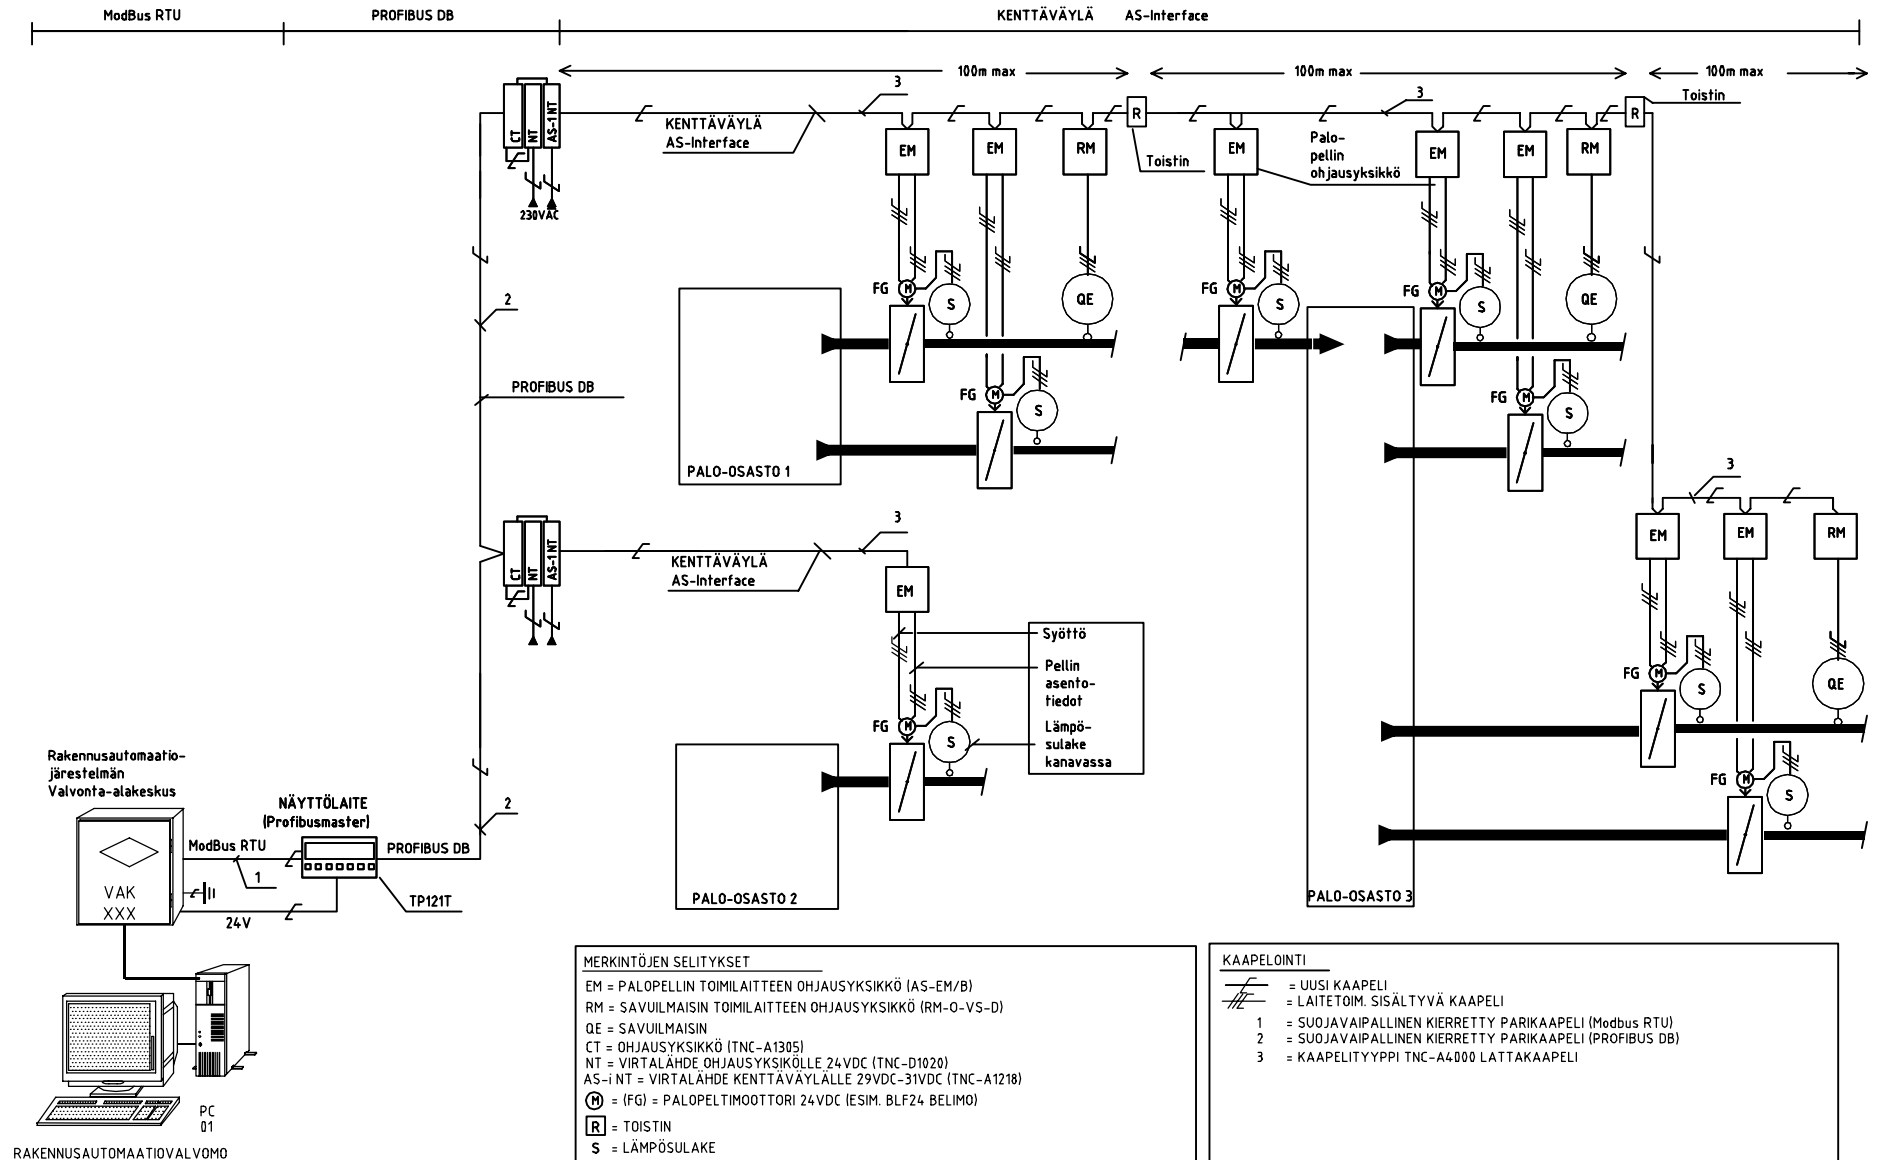 ModBus RTU
PROFIBUS DB
KENTTÄVÄYLÄ AS-Interface
100m max
100m max
100m max
3
3
Toistin
CT
NT
AS-1 NT
KENTTÄVÄYLÄ
AS-Interface
R
R
EM
EM
RM
Toistin
EM
Palo-
pellin
ohjausyksikkö
EM
EM
RM
230VAC
FG
M
S
QE
FG
M
S
FG
M
S
QE
2
PROFIBUS DB
FG
M
S
FG
M
S
PALO-OSASTO 1
3
3
CT
NT
AS-1 NT
KENTTÄVÄYLÄ
AS-Interface
EM
EM
EM
RM
Syöttö
Pellin
asento-
tiedot
Lämpö-
sulake
kanavassa
FG
M
S
FG
M
S
QE
FG
M
S
Rakennusautomaatio-
järestelmän
Valvonta-alakeskus
NÄYTTÖLAITE
(Profibusmaster)
2
ModBus RTU
PROFIBUS DB
1
VAK
XXX
24V
TP121T
PALO-OSASTO 2
PALO-OSASTO 3
PC
01
RAKENNUSAUTOMAATIOVALVOMO
MERKINTÖJEN SELITYKSET
EM = PALOPELLIN TOIMILAITTEEN OHJAUSYKSIKKÖ (AS-EM/B)
RM = SAVUILMAISIN TOIMILAITTEEN OHJAUSYKSIKKÖ (RM-O-VS-D)
QE = SAVUILMAISIN
CT = OHJAUSYKSIKKÖ (TNC-A1305)
NT = VIRTALÄHDE OHJAUSYKSIKÖLLE 24VDC (TNC-D1020)
AS-i NT = VIRTALÄHDE KENTTÄVÄYLÄLLE 29VDC-31VDC (TNC-A1218)
M = (FG) = PALOPELTIMOOTTORI 24VDC (ESIM. BLF24 BELIMO)
R = TOISTIN
S = LÄMPÖSULAKE
KAAPELOINTI
= UUSI KAAPELI
= LAITETOIM. SISÄLTYVÄ KAAPELI
1 = SUOJAVAIPALLINEN KIERRETTY PARIKAAPELI (Modbus RTU)
2 = SUOJAVAIPALLINEN KIERRETTY PARIKAAPELI (PROFIBUS DB)
3 = KAAPELITYYPPI TNC-A4000 LATTAKAAPELI